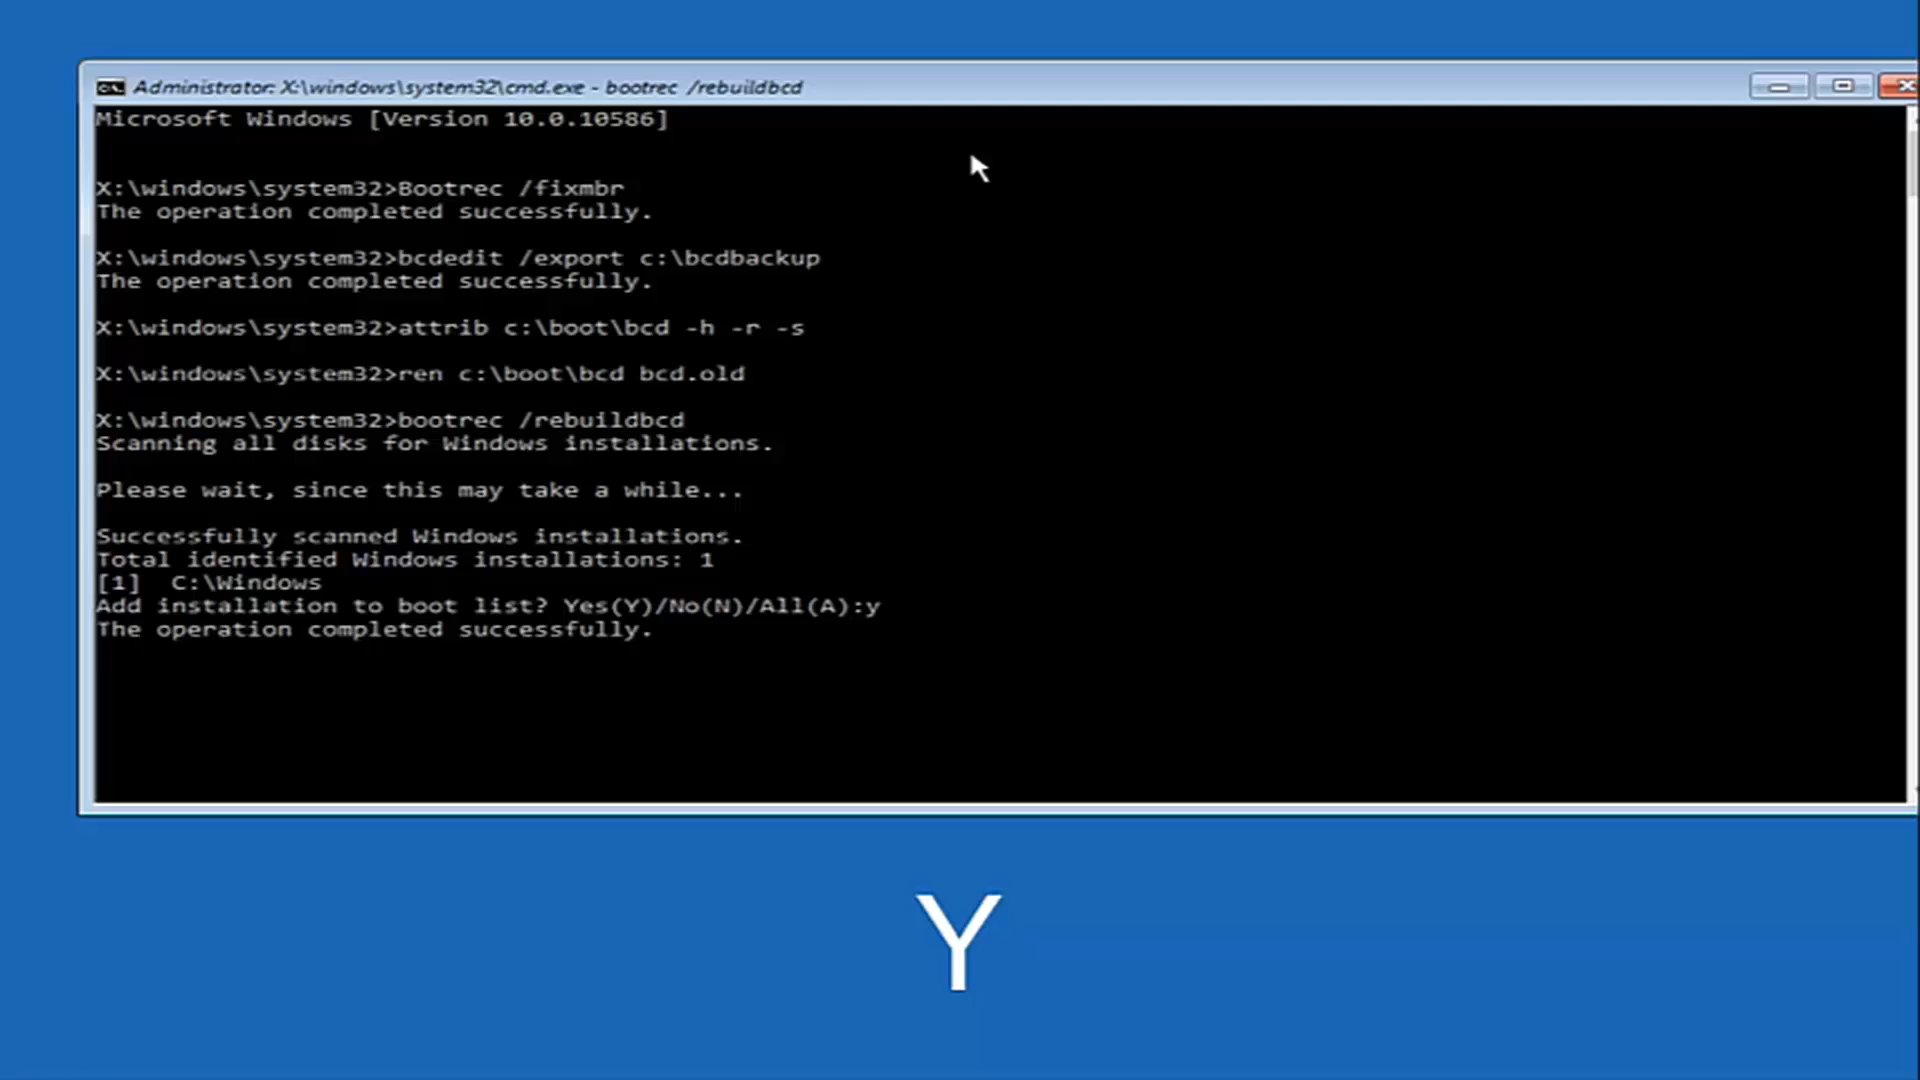 Administrator: X:\windows\system32\cmd.exe - bootrec /rebuildbcd
Microsoft Windows [Version 10.0.10586]
X:\windows\system32>Bootrec /fixmbr
The operation completed successfully.
X:\windows\system32>bcdedit /export c:\bcdbackup
The operation completed successfully.
X:\windows\system32>attrib c:\boot\bcd -h -r -s
X:\windows\system32>ren c:\boot\bcd bcd.old
X:\windows\system32>bootrec /rebuildbcd
Scanning all disks for Windows installations.
Please wait, since this may take a while...
Successfully scanned Windows installations.
Total identified Windows installations: 1
[1]  C:\Windows
Add installation to boot list? Yes(Y)/No(N)/All(A):y
The operation completed successfully.
Y